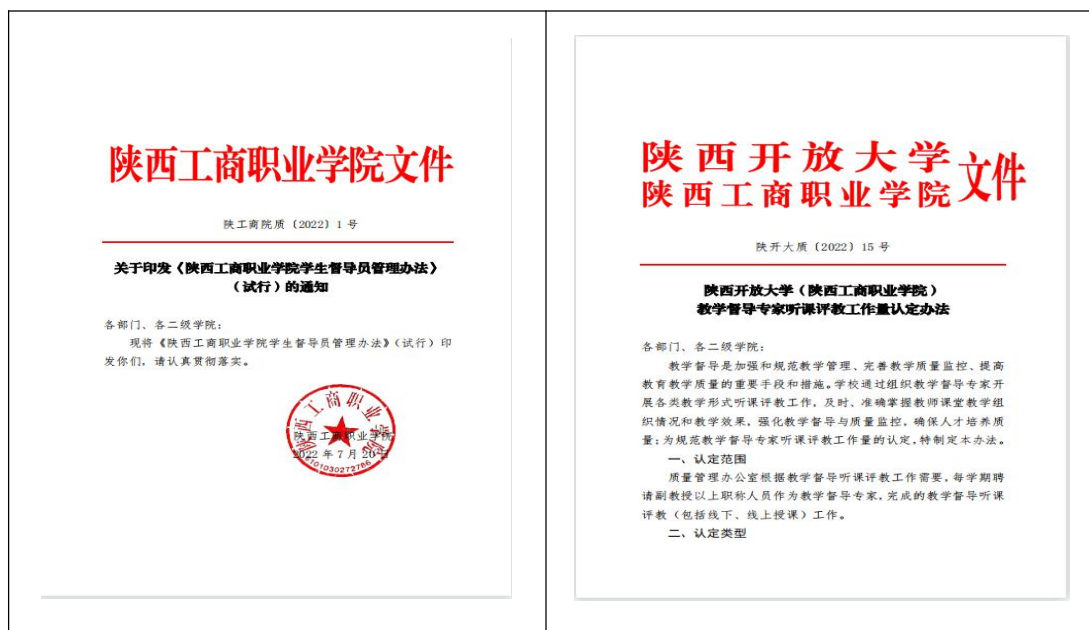 陕西工商职业学院文件
陕工商院质〔2022〕1 号
关于印发《陕西工商职业学院学生督导员管理办法》
（试行）的通知
各部门、各二级学院：
现将《陕西工商职业学院学生督导员管理办法》（试行）印
发你们，请认真贯彻落实。
陕西工商职业学院
陕西工商职业学院
2022 年 7 月 20 日
6101030272786
陕西开放大学
陕西工商职业学院
文件
陕开大质〔2022〕15 号
陕西开放大学（陕西工商职业学院）
教学督导专家听课评教工作量认定办法
各部门、各二级学院：
教学督导是加强和规范教学管理、完善教学质量监控、提高
教育教学质量的重要手段和措施。学校通过组织教学督导专家开
展各类教学形式听课评教工作，及时、准确掌握教师课堂教学组
织情况和教学效果，强化教学督导与质量监控，确保人才培养质
量；为规范教学督导专家听课评教工作量的认定，特制定本办法。
一、认定范围
质量管理办公室根据教学督导听课评教工作需要，每学期聘
请副教授以上职称人员作为教学督导专家，完成的教学督导听课
评教（包括线下、线上授课）工作。
二、认定类型